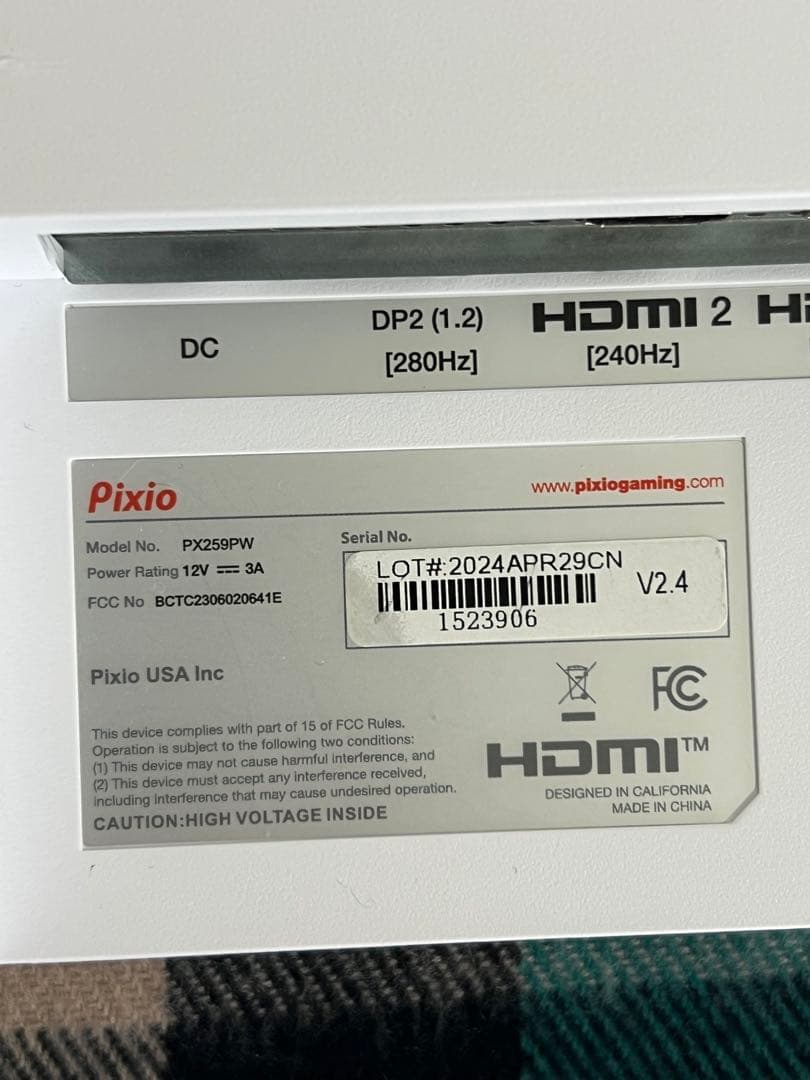 DC
DP2 (1.2)
[280Hz]
HDMI 2
[240Hz]
Pixio
www.pixiogaming.com
Model No. PX259PW
Power Rating 12V 3A
FCC No BCTC2306020641E
Serial No.
LOT#:2024APR29CN
1523906
V2.4
Pixio USA Inc
FC
This device complies with part of 15 of FCC Rules.
Operation is subject to the following two conditions:
(1) This device may not cause harmful interference, and
(2) This device must accept any interference received,
including interference that may cause undesired operation.
CAUTION:HIGH VOLTAGE INSIDE
HDMI™
DESIGNED IN CALIFORNIA
MADE IN CHINA